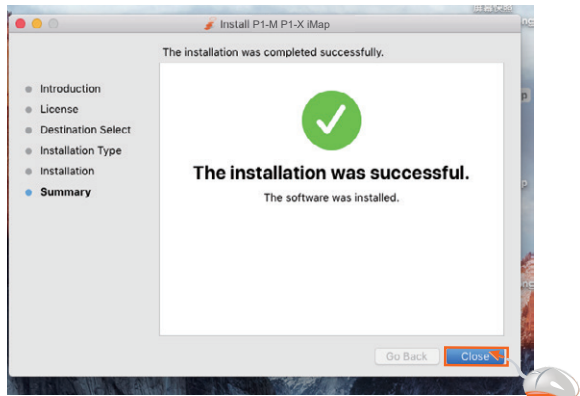 Install P1-M P1-X iMap
The installation was completed successfully.
Introduction
License
Destination Select
Installation Type
Installation
Summary
The installation was successful.
The software was installed.
Go Back
Close